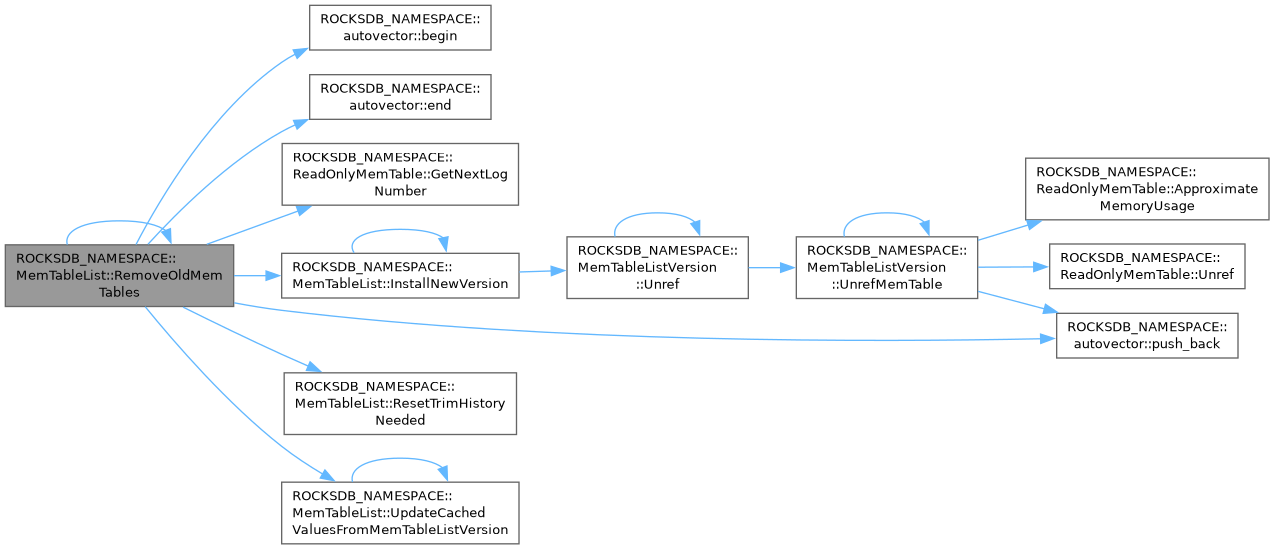 ROCKSDB_NAMESPACE::
autovector::begin
ROCKSDB_NAMESPACE::
autovector::end
ROCKSDB_NAMESPACE::
ReadOnlyMemTable::GetNextLog
Number
ROCKSDB_NAMESPACE::
MemTableList::RemoveOldMem
Tables
ROCKSDB_NAMESPACE::
MemTableList::InstallNewVersion
ROCKSDB_NAMESPACE::
MemTableListVersion
::Unref
ROCKSDB_NAMESPACE::
MemTableListVersion
::UnrefMemTable
ROCKSDB_NAMESPACE::
ReadOnlyMemTable::Approximate
MemoryUsage
ROCKSDB_NAMESPACE::
ReadOnlyMemTable::Unref
ROCKSDB_NAMESPACE::
autovector::push_back
ROCKSDB_NAMESPACE::
MemTableList::ResetTrimHistory
Needed
ROCKSDB_NAMESPACE::
MemTableList::UpdateCached
ValuesFromMemTableListVersion